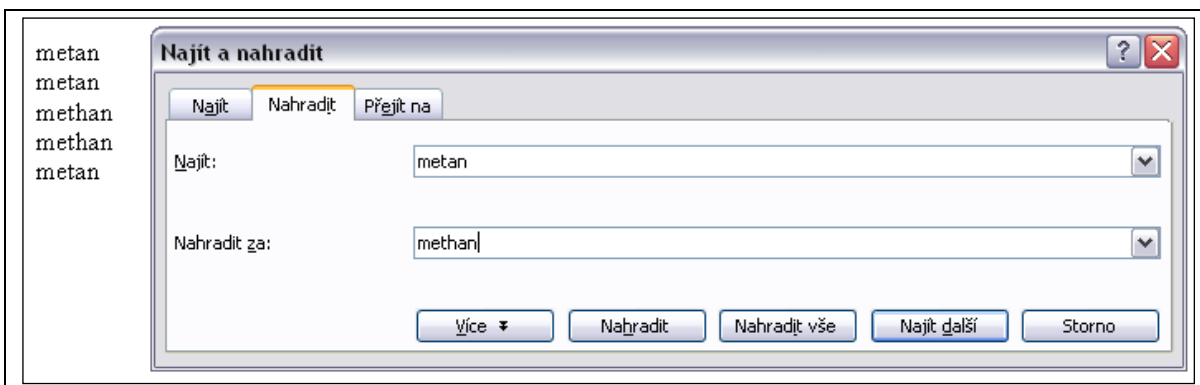 metan
metan
methan
methan
metan
Najít a nahradit
?
Najít
Nahradit
Přejít na
Najít:
metan
Nahradit za:
methan
Více
Nahradit
Nahradit vše
Najít další
Storno